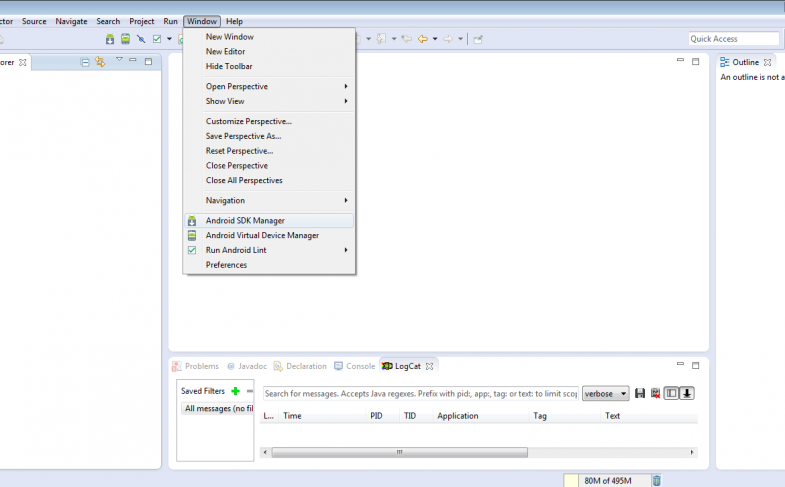 ctor Source Navigate Search Project Run Window Help
Quick Access
orer
New Window
New Editor
Hide Toolbar
Open Perspective
Show View
Customize Perspective...
Save Perspective As...
Reset Perspective...
Close Perspective
Close All Perspectives
Navigation
Android SDK Manager
Android Virtual Device Manager
Run Android Lint
Preferences
Outline
An outline is not a
Problems @ Javadoc Declaration Console LogCat
Saved Filters
All messages (no fil
Search for messages. Accepts Java regexes. Prefix with pid:, app:, tag: or text: to limit scop
verbose
L... Time PID TID Application Tag Text
80M of 495M